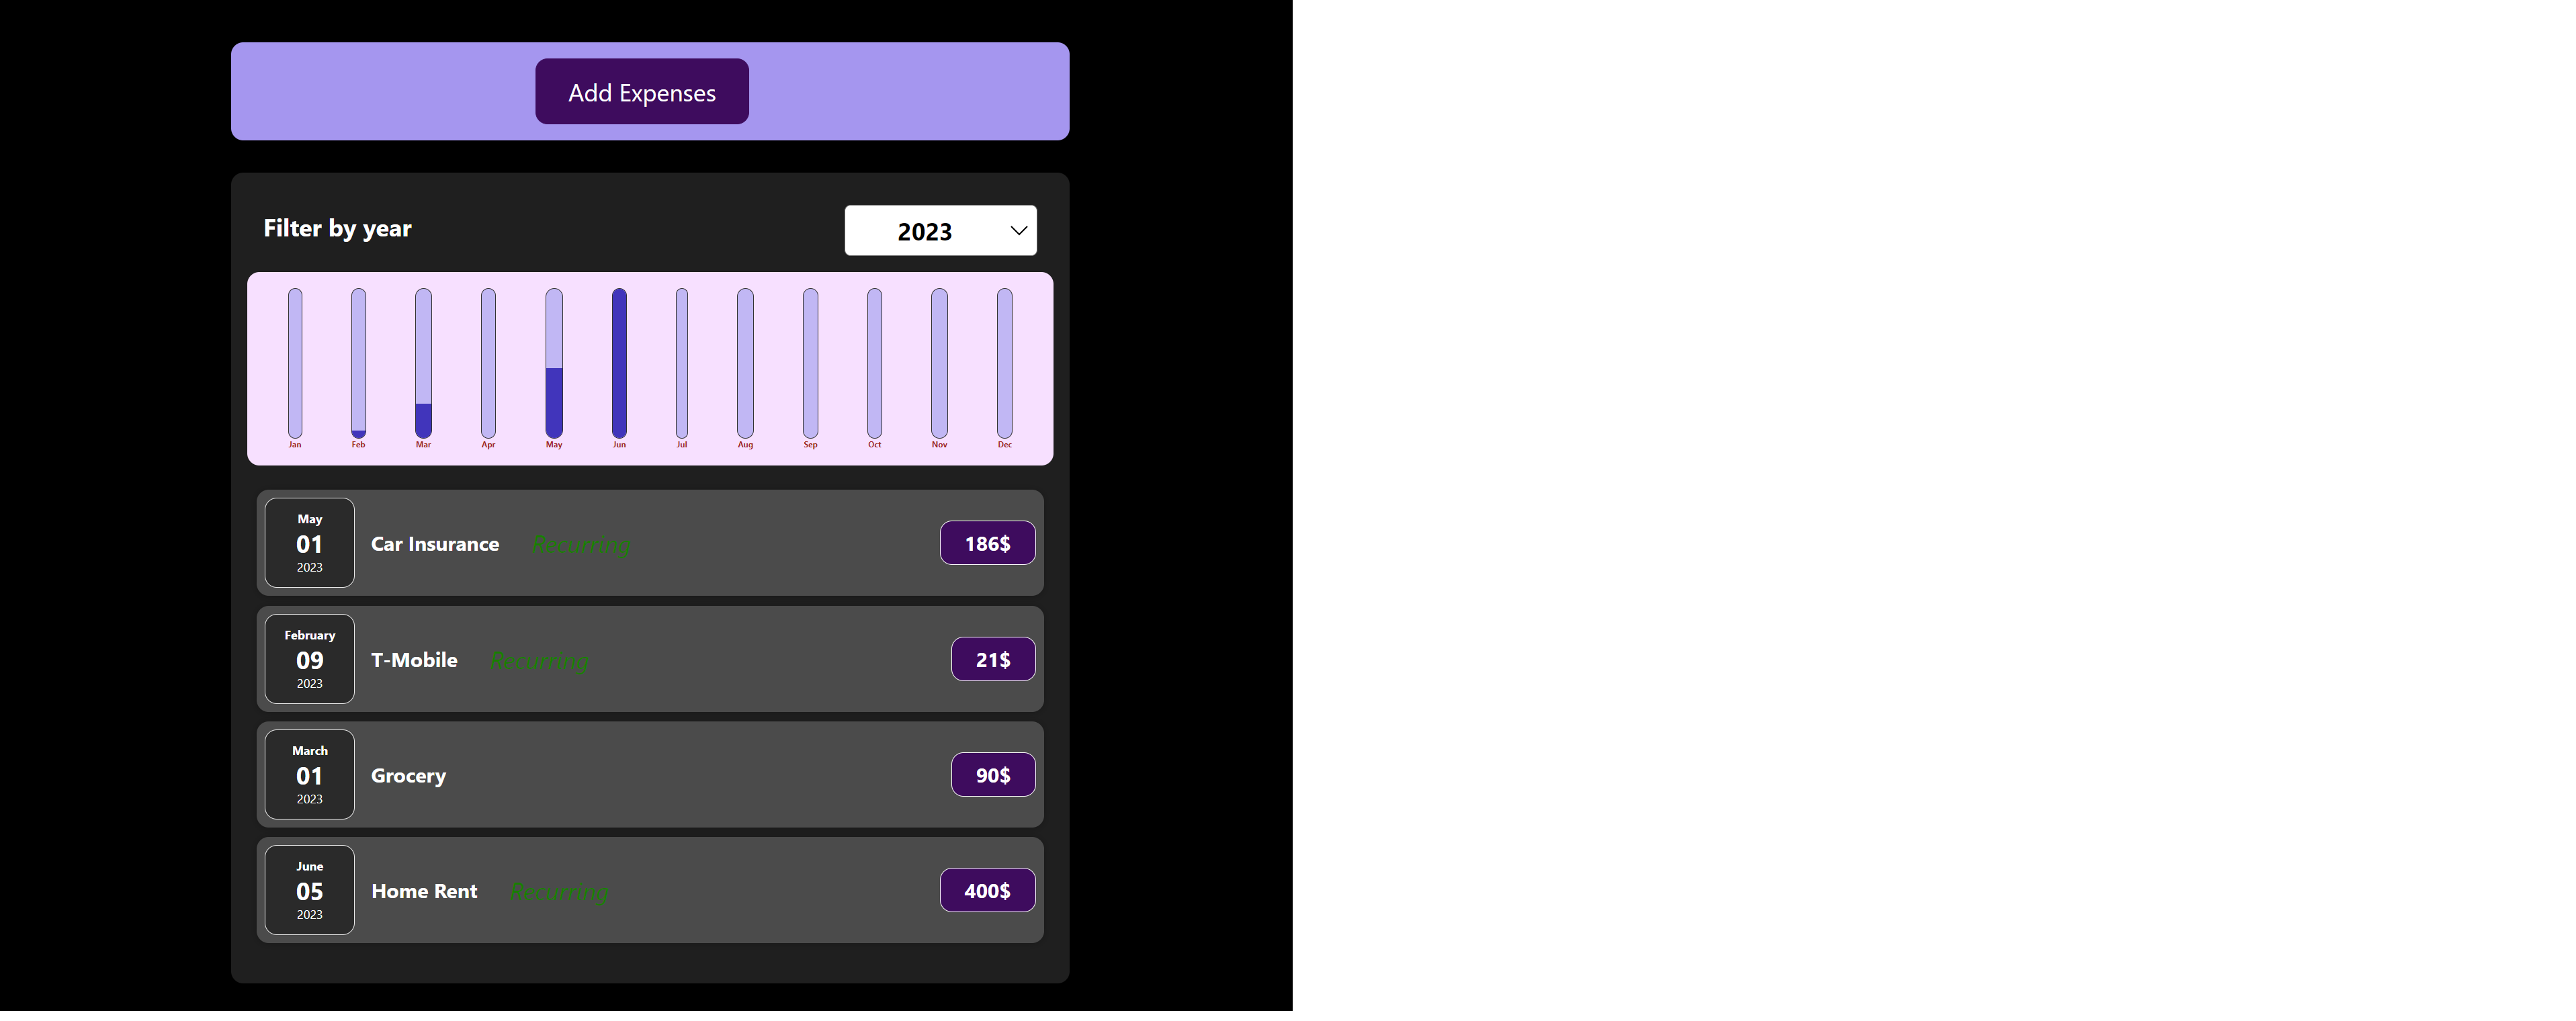 Add Expenses
Filter by year
2023
Jan Feb Mar Apr May Jun Jul Aug Sep Oct Nov Dec
May
01
2023
Car Insurance Recurring
186$
February
09
2023
T-Mobile Recurring
21$
March
01
2023
Grocery
90$
June
05
2023
Home Rent Recurring
400$